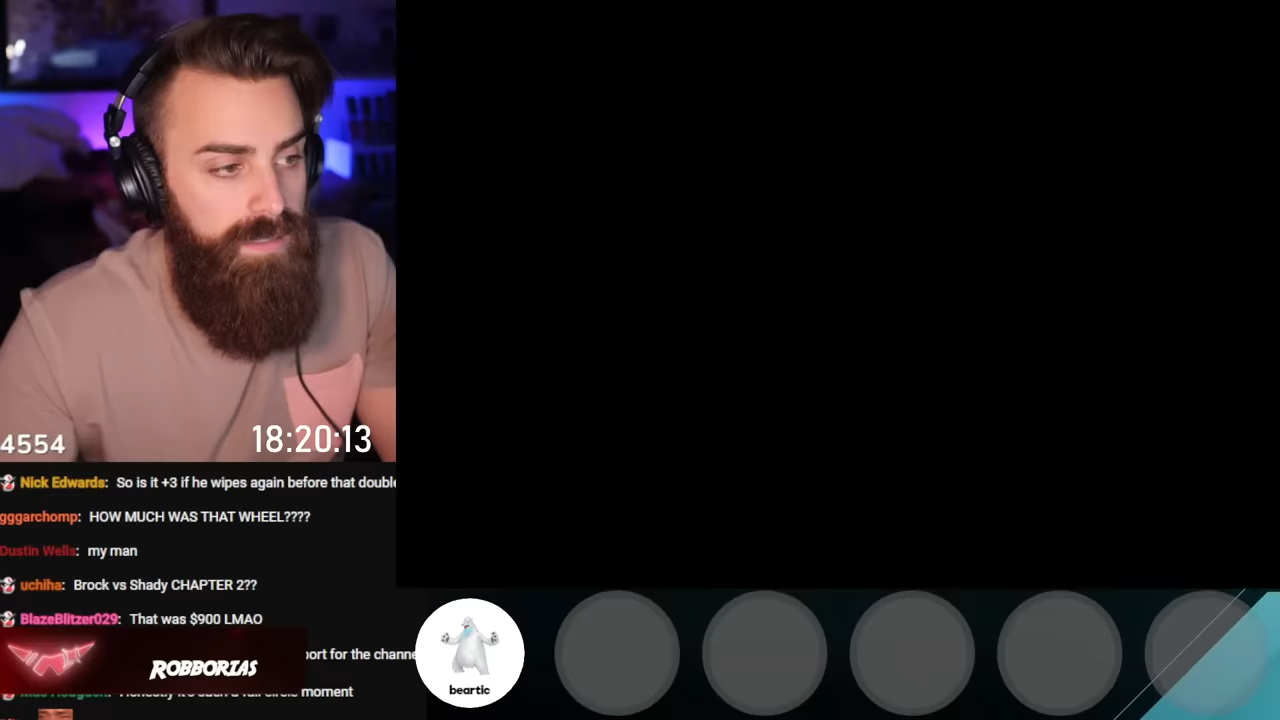 4554
18:20:13
Nick Edwards: So is it +3 if he wipes again before that double
gggarchomp: HOW MUCH WAS THAT WHEEL????
Dustin Wells: my man
uchiha: Brock vs Shady CHAPTER 2??
BlazeBlitzer029: That was $900 LMAO
port for the channe
ROBBORIAS
moment
beartic